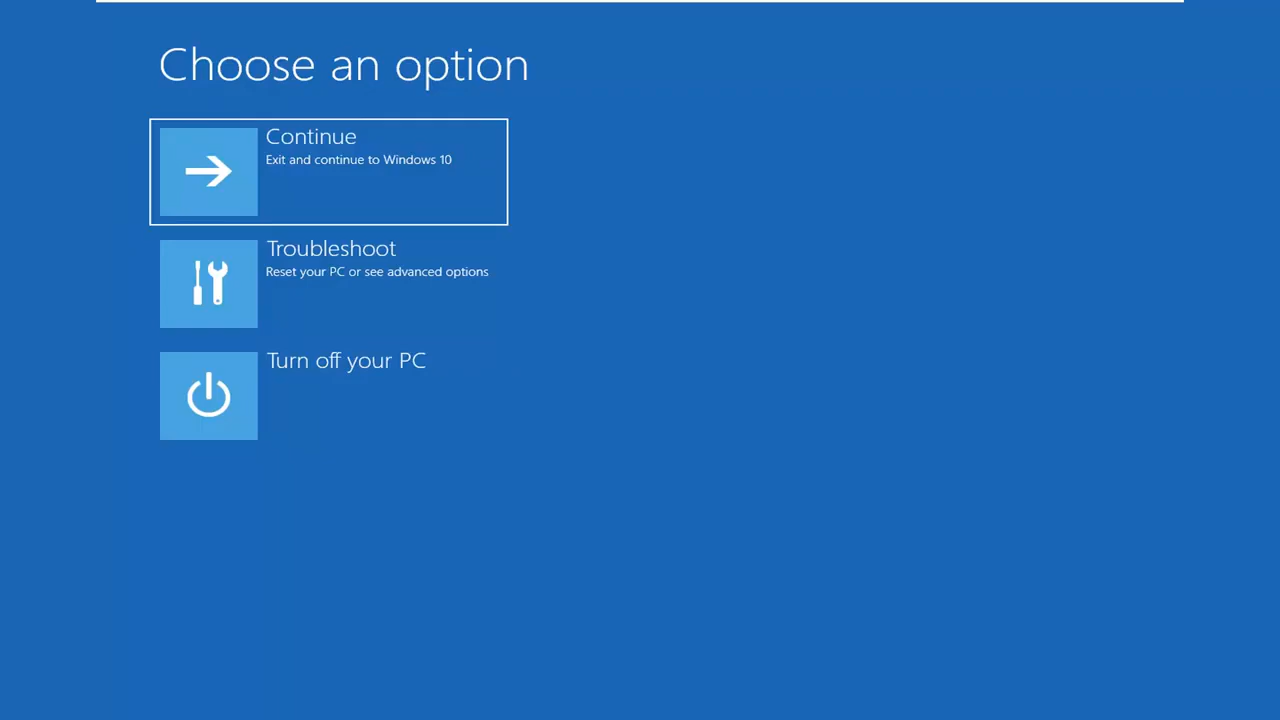 Choose an option
Continue
Exit and continue to Windows 10
Troubleshoot
Reset your PC or see advanced options
Turn off your PC